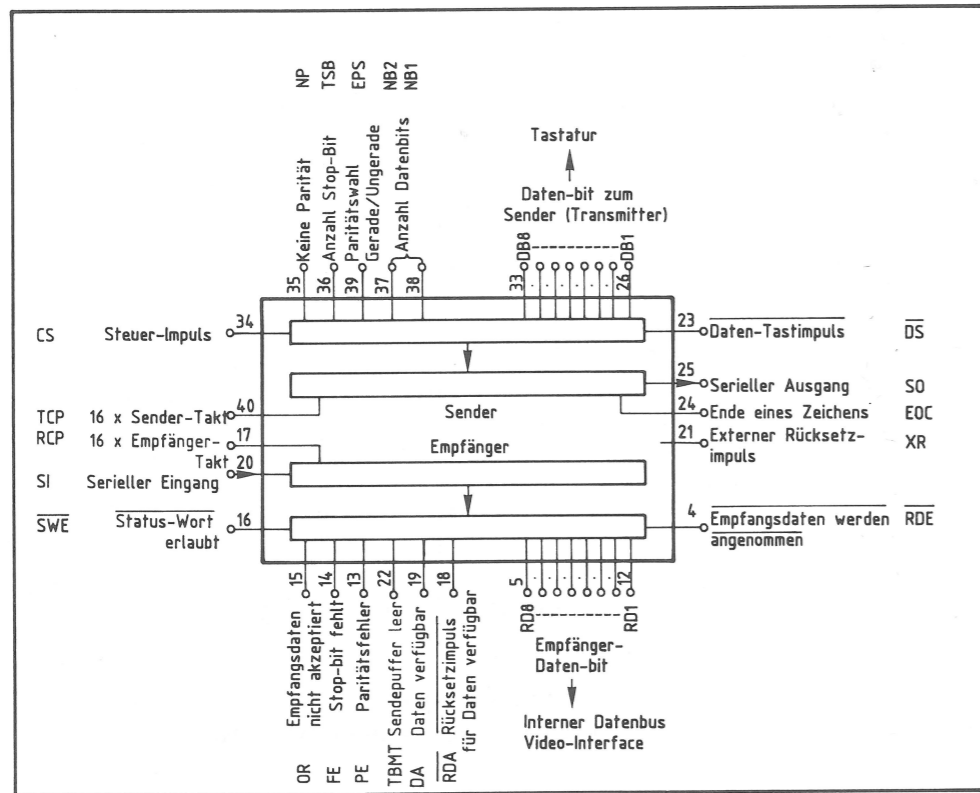 NP
TSB
EPS
NB2
NB1
Keine Parität
Anzahl Stop-Bit
Paritätswahl
Gerade/Ungerade
Anzahl Datenbits
35
36
39
37
38
Tastatur
Daten-bit zum
Sender (Transmitter)
DB8 DB1
33 26
CS Steuer-Impuls 34
23 Daten-Tastimpuls DS
25 Serieller Ausgang SO
Sender
TCP 16 x Sender-Takt 40
24 Ende eines Zeichens EOC
RCP 16 x Empfänger-
Takt 17
Empfänger
21 Externer Rücksetz-
impuls XR
SI Serieller Eingang 20
SWE Status-Wort
erlaubt 16
4 Empfangsdaten werden
angenommen RDE
15
14
13
22
19
18
5 12
RD8 RD1
Empfangsdaten
nicht akzeptiert
Stop-bit fehlt
Paritätsfehler
Sendepuffer leer
Daten verfügbar
Rücksetzimpuls
für Daten verfügbar
OR
FE
PE
TBMT
DA
RDA
Empfänger-
Daten-bit
Interner Datenbus
Video-Interface